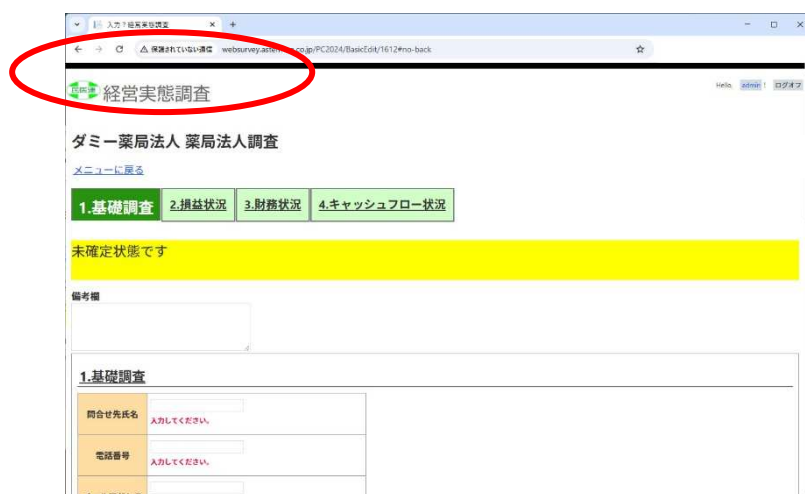 入力?経営実態調査
保護されていない通信
co.jp/PC2024/BasicEdit/1612#no-back
民医連 経営実態調査
Hello, admin ! ログオフ
ダミー薬局法人 薬局法人調査
メニューに戻る
1.基礎調査 2.損益状況 3.財務状況 4.キャッシュフロー状況
未確定状態です
備考欄
1.基礎調査
問合せ先氏名
入力してください。
電話番号
入力してください。